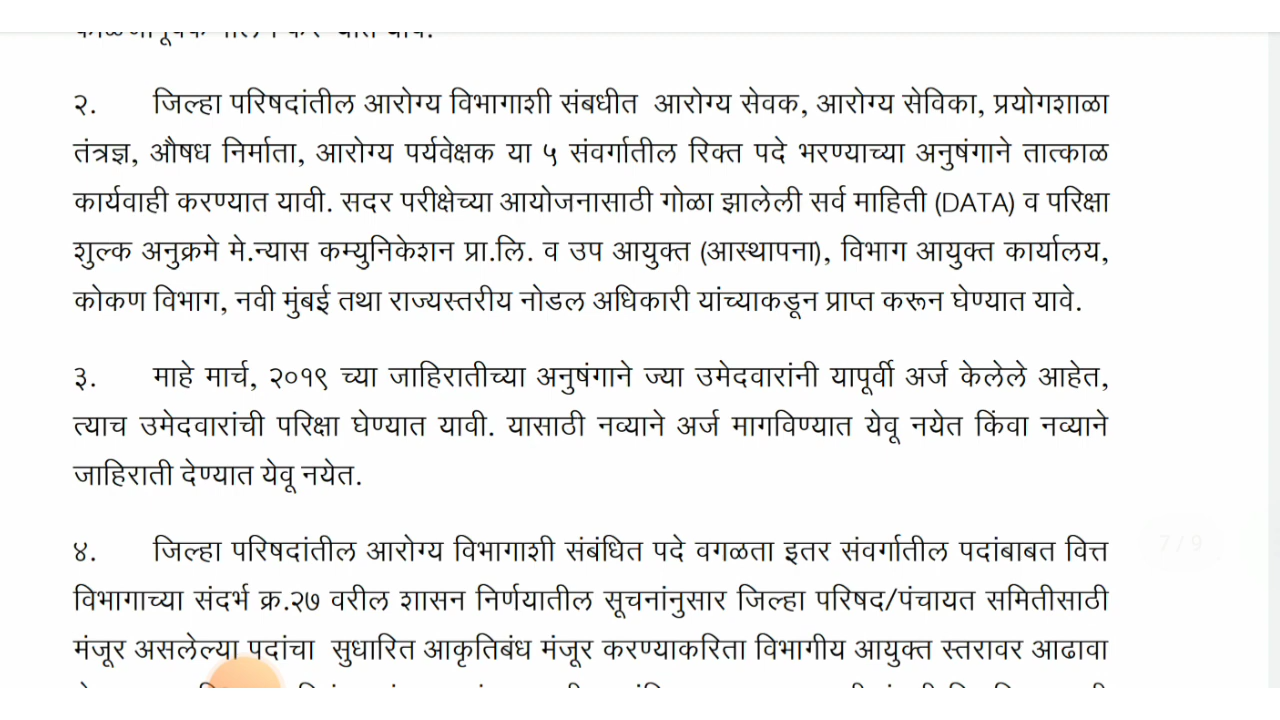 २. जिल्हा परिषदांतील आरोग्य विभागाशी संबधीत आरोग्य सेवक, आरोग्य सेविका, प्रयोगशाळा
तंत्रज्ञ, औषध निर्माता, आरोग्य पर्यवेक्षक या ५ संवर्गातील रिक्त पदे भरण्याच्या अनुषंगाने तात्काळ
कार्यवाही करण्यात यावी. सदर परीक्षेच्या आयोजनासाठी गोळा झालेली सर्व माहिती (DATA) व परिक्षा
शुल्क अनुक्रमे मे.न्यास कम्युनिकेशन प्रा.लि. व उप आयुक्त (आस्थापना), विभाग आयुक्त कार्यालय,
कोकण विभाग, नवी मुंबई तथा राज्यस्तरीय नोडल अधिकारी यांच्याकडून प्राप्त करून घेण्यात यावे.
३. माहे मार्च, २०१९ च्या जाहिरातीच्या अनुषंगाने ज्या उमेदवारांनी यापूर्वी अर्ज केलेले आहेत,
त्याच उमेदवारांची परिक्षा घेण्यात यावी. यासाठी नव्याने अर्ज मागविण्यात येवू नयेत किंवा नव्याने
जाहिराती देण्यात येवू नयेत.
४. जिल्हा परिषदांतील आरोग्य विभागाशी संबंधित पदे वगळता इतर संवर्गातील पदांबाबत वित्त
विभागाच्या संदर्भ क्र.२७ वरील शासन निर्णयातील सूचनांनुसार जिल्हा परिषद/पंचायत समितीसाठी
मंजूर असलेल्या पदांचा सुधारित आकृतिबंध मंजूर करण्याकरिता विभागीय आयुक्त स्तरावर आढावा
7 / 9